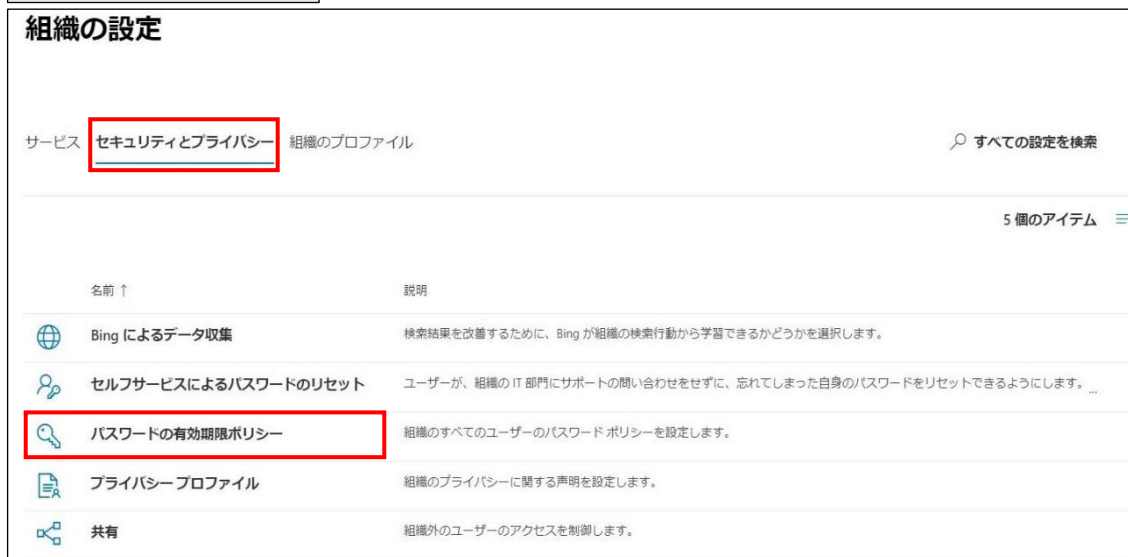 組織の設定
サービス セキュリティとプライバシー 組織のプロファイル すべての設定を検索
5 個のアイテム
名前 ↑ 説明
Bing によるデータ収集 検索結果を改善するために、Bing が組織の検索行動から学習できるかどうかを選択します。
セルフサービスによるパスワードのリセット ユーザーが、組織の IT 部門にサポートの問い合わせをせずに、忘れてしまった自身のパスワードをリセットできるようにします。...
パスワードの有効期限ポリシー 組織のすべてのユーザーのパスワード ポリシーを設定します。
プライバシー プロファイル 組織のプライバシーに関する声明を設定します。
共有 組織外のユーザーのアクセスを制御します。